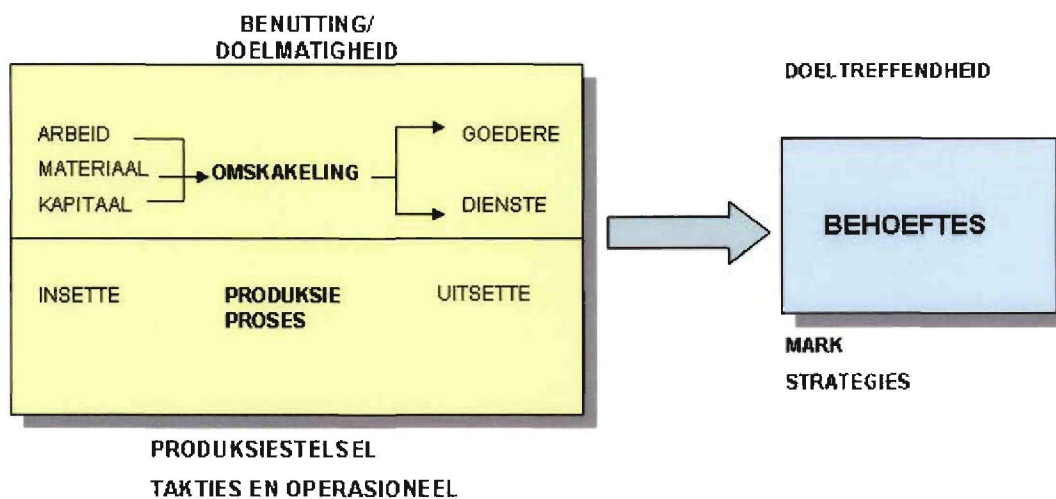 BENUTTING/
DOELMATIGHEID
DOELTREFFENDHEID
ARBEID
MATERIAAL
KAPITAAL
OMSKAKELING
GOEDERE
DIENSTE
BEHOEFTES
INSETTE
PRODUKSIE
PROSES
UITSETTE
MARK
STRATEGIES
PRODUKSIESTELSEL
TAKTIES EN OPERASIONEEL